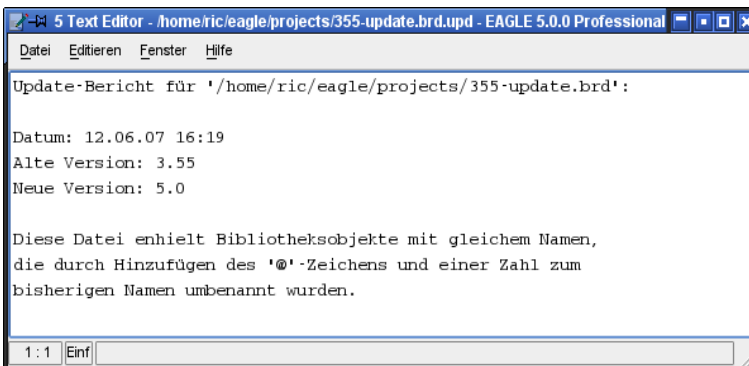 5 Text Editor - /home/ric/eagle/projects/355-update.brd.upd - EAGLE 5.0.0 Professional
Datei Editieren Fenster Hilfe
Update-Bericht für '/home/ric/eagle/projects/355-update.brd':
Datum: 12.06.07 16:19
Alte Version: 3.55
Neue Version: 5.0
Diese Datei enhielt Bibliotheksobjekte mit gleichem Namen,
die durch Hinzufügen des '@'-Zeichens und einer Zahl zum
bisherigen Namen umbenannt wurden.
1 : 1 Einf